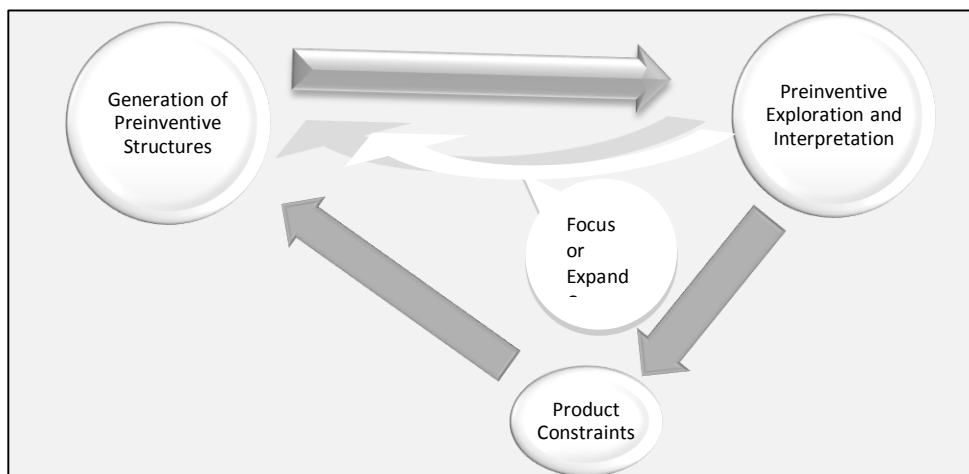 Generation of
Preinventive
Structures
Preinventive
Exploration and
Interpretation
Focus
or
Expand
Product
Constraints